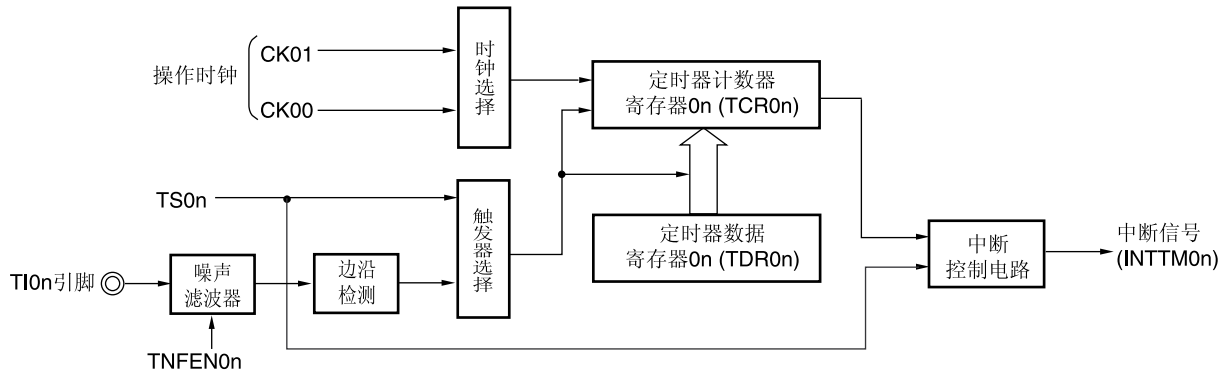 操作时钟
CK01
CK00
时钟选择
定时器计数器
寄存器0n (TCR0n)
TS0n
触发器选择
定时器数据
寄存器0n (TDR0n)
TI0n引脚
噪声
滤波器
边沿
检测
TNFEN0n
中断
控制电路
中断信号
(INTTM0n)